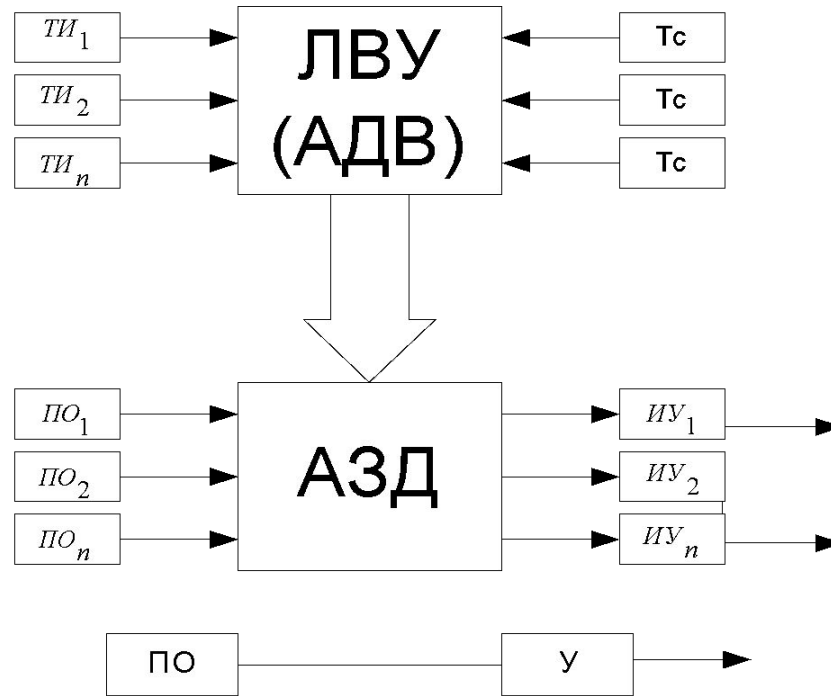 ТИ1
ЛВУ
(АДВ)
Тс
ТИ2
Тс
ТИn
Тс
ПО1
АЗД
ИУ1
ПО2
ИУ2
ПОn
ИУn
ПО
У